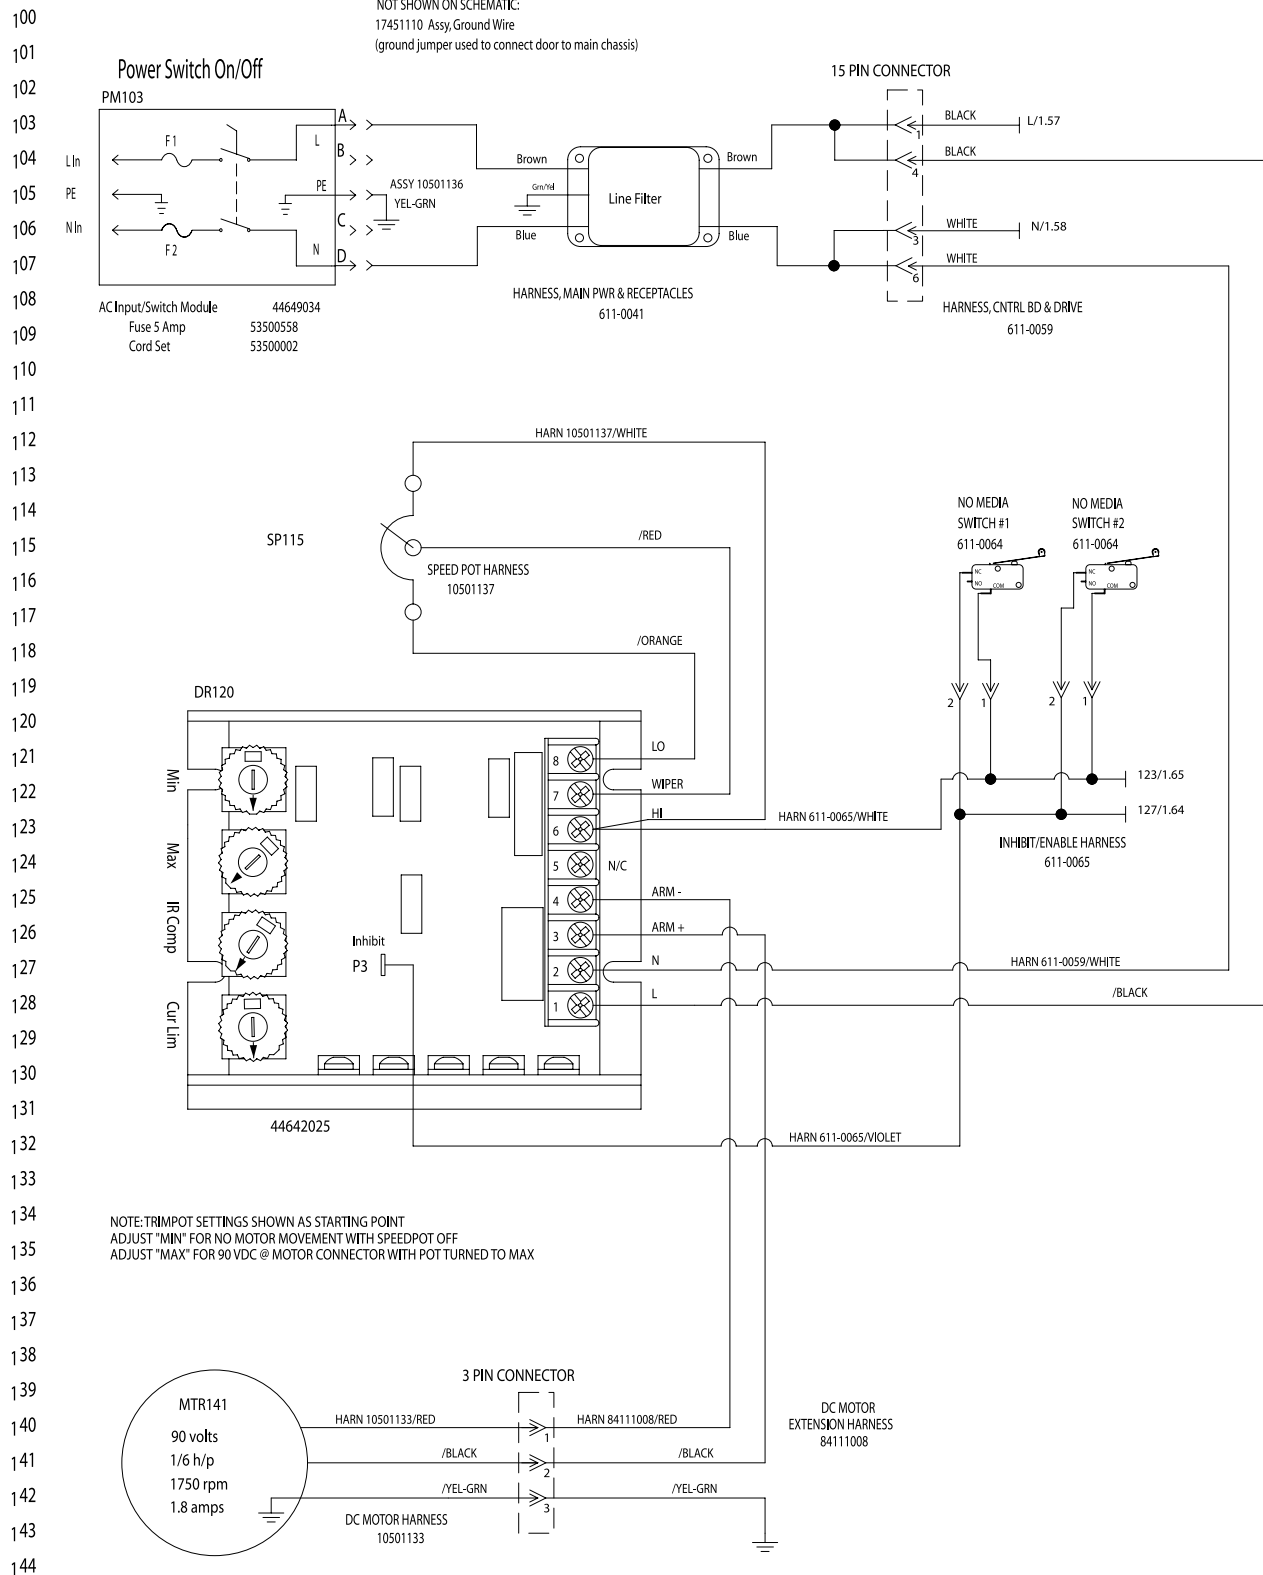 NOT SHOWN ON SCHEMATIC:
17451110 Assy, Ground Wire
(ground jumper used to connect door to main chassis)
100
101
102
103
104
105
106
107
108
109
110
111
112
113
114
115
116
117
118
119
120
121
122
123
124
125
126
127
128
129
130
131
132
133
134
135
136
137
138
139
140
141
142
143
144
Power Switch On/Off
PM103
L In
PE
N In
F1
F2
L
PE
N
A
B
C
D
ASSY 10501136
YEL-GRN
AC Input/Switch Module 44649034
Fuse 5 Amp 53500558
Cord Set 53500002
Brown
Grn/Yel
Blue
Line Filter
Brown
Blue
HARNESS, MAIN PWR & RECEPTACLES
611-0041
15 PIN CONNECTOR
1
4
3
6
BLACK
L/1.57
BLACK
WHITE
N/1.58
WHITE
HARNESS, CNTRL BD & DRIVE
611-0059
HARN 10501137/WHITE
SP115
/RED
SPEED POT HARNESS
10501137
/ORANGE
NO MEDIA
SWITCH #1
611-0064
NC
NO
COM
2
1
NO MEDIA
SWITCH #2
611-0064
NC
NO
COM
2
1
123/1.65
127/1.64
INHIBIT/ENABLE HARNESS
611-0065
DR120
Min
Max
IR Comp
Cur Lim
Inhibit
P3
8
7
6
5
4
3
2
1
LO
WIPER
HI
N/C
ARM -
ARM +
N
L
HARN 611-0065/WHITE
HARN 611-0059/WHITE
/BLACK
44642025
HARN 611-0065/VIOLET
NOTE: TRIMPOT SETTINGS SHOWN AS STARTING POINT
ADJUST "MIN" FOR NO MOTOR MOVEMENT WITH SPEEDPOT OFF
ADJUST "MAX" FOR 90 VDC @ MOTOR CONNECTOR WITH POT TURNED TO MAX
MTR141
90 volts
1/6 h/p
1750 rpm
1.8 amps
3 PIN CONNECTOR
HARN 10501133/RED
1
HARN 84111008/RED
/BLACK
2
/BLACK
/YEL-GRN
3
/YEL-GRN
DC MOTOR HARNESS
10501133
DC MOTOR
EXTENSION HARNESS
84111008